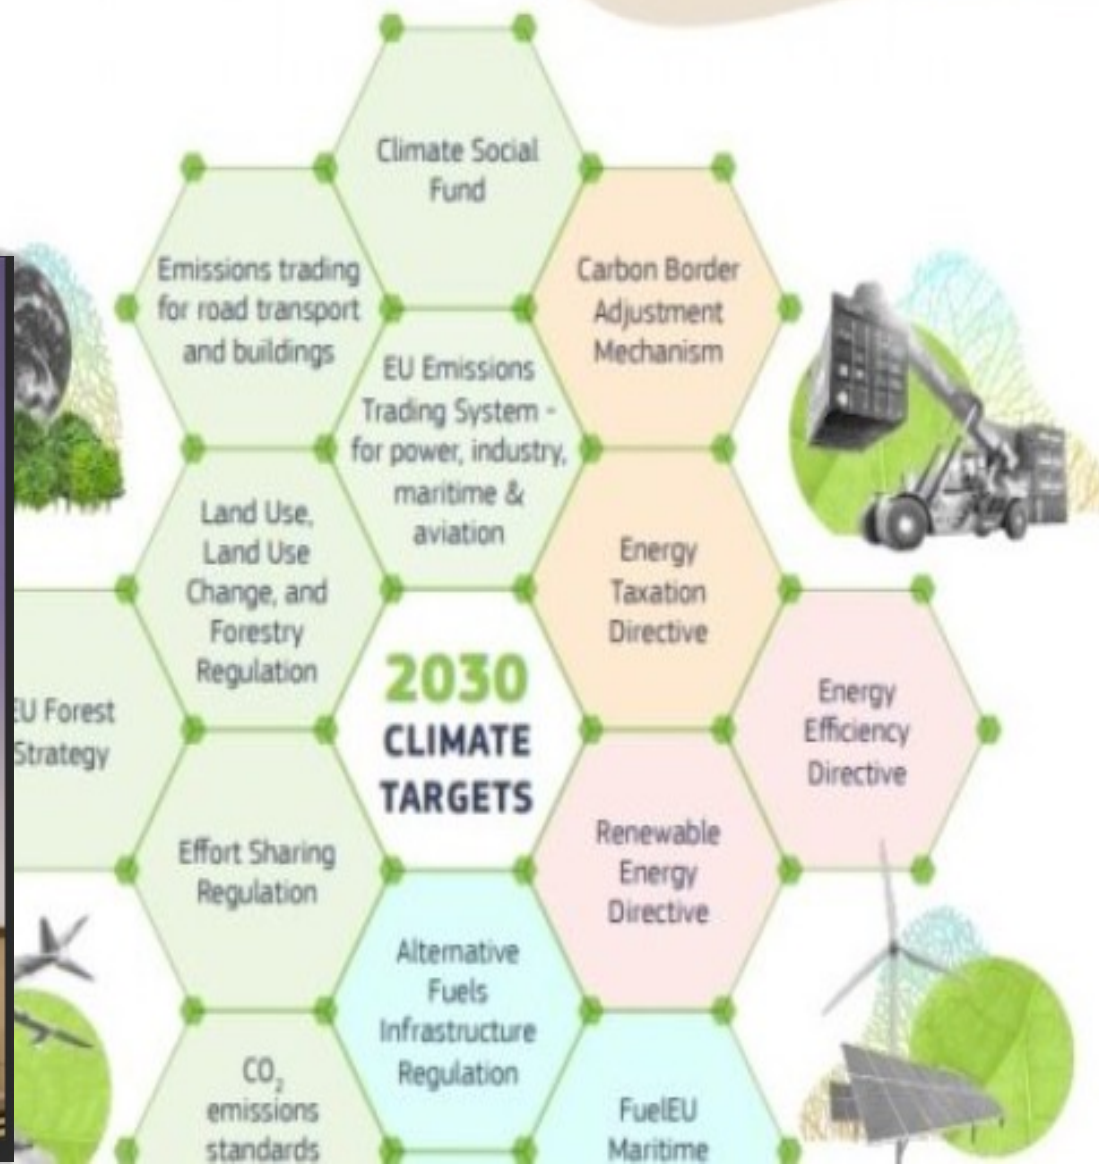 Climate Social
Fund
Emissions trading
for road transport
and buildings
Carbon Border
Adjustment
Mechanism
EU Emissions
Trading System -
for power, industry,
maritime &
aviation
Land Use,
Land Use
Change, and
Forestry
Regulation
Energy
Taxation
Directive
2030
CLIMATE
TARGETS
EU Forest
Strategy
Energy
Efficiency
Directive
Effort Sharing
Regulation
Renewable
Energy
Directive
Alternative
Fuels
Infrastructure
Regulation
CO₂
emissions
standards
FuelEU
Maritime